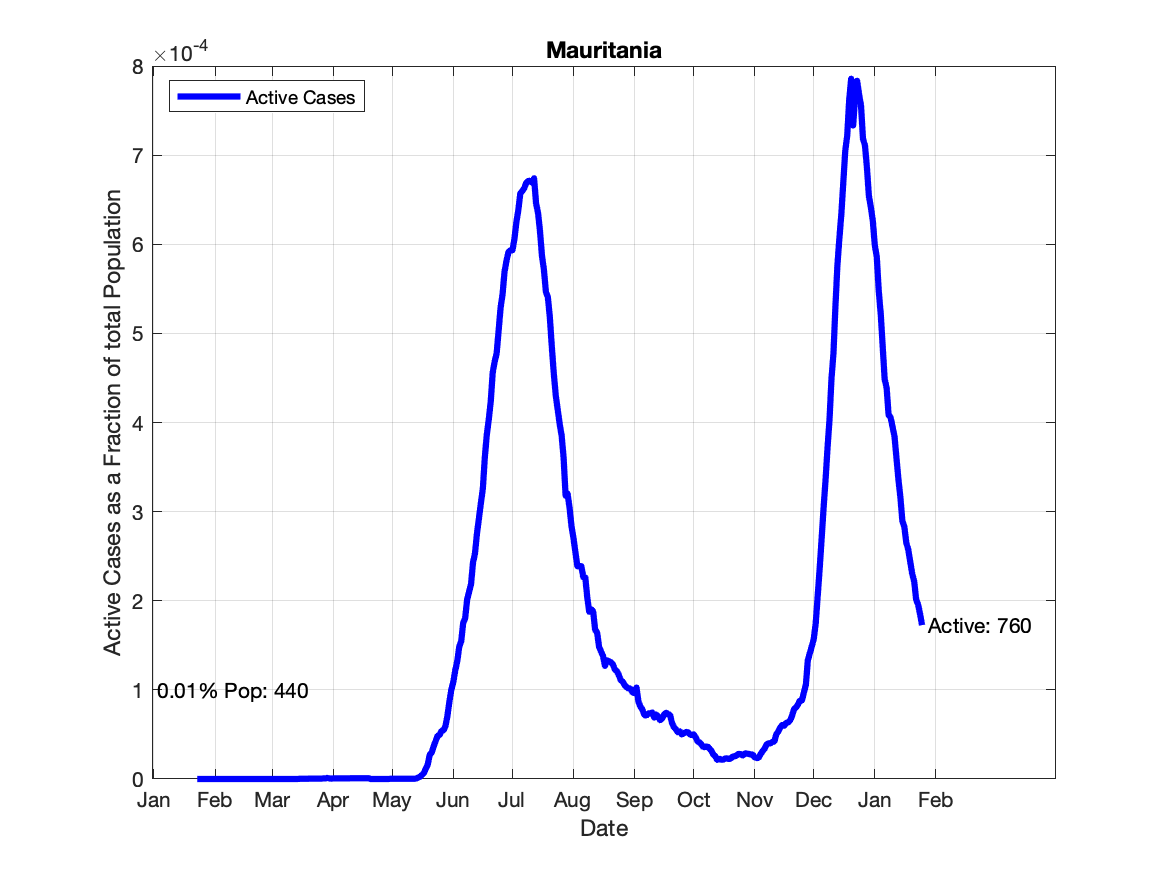 Mauritania
×10⁻⁴
Active Cases
8
7
6
5
4
3
2
1
0
Active Cases as a Fraction of total Population
0.01% Pop: 440
Active: 760
Jan Feb Mar Apr May Jun Jul Aug Sep Oct Nov Dec Jan Feb
Date